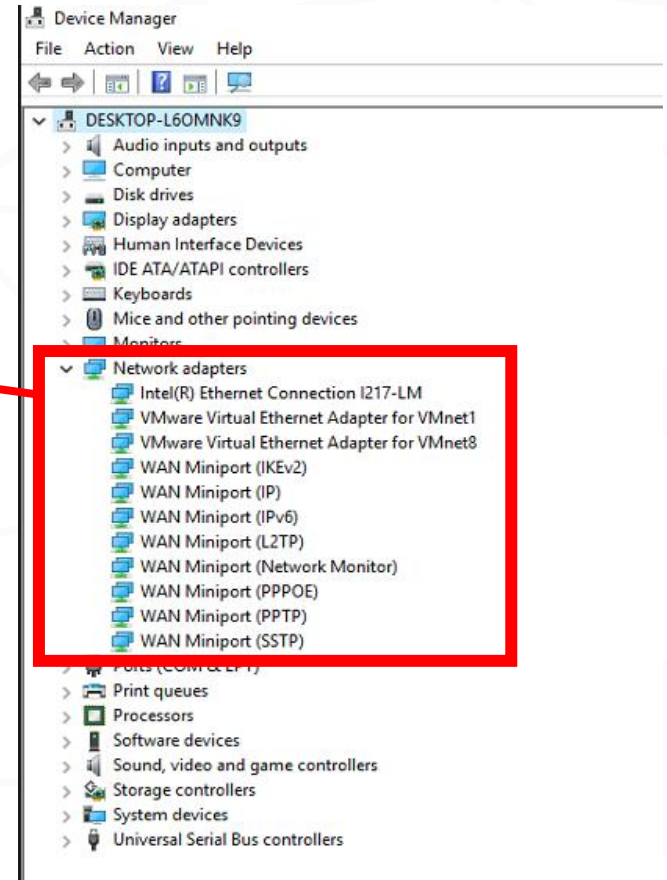 Device Manager
File Action View Help
DESKTOP-L6OMNK9
Audio inputs and outputs
Computer
Disk drives
Display adapters
Human Interface Devices
IDE ATA/ATAPI controllers
Keyboards
Mice and other pointing devices
Monitors
Network adapters
Intel(R) Ethernet Connection I217-LM
VMware Virtual Ethernet Adapter for VMnet1
VMware Virtual Ethernet Adapter for VMnet8
WAN Miniport (IKEv2)
WAN Miniport (IP)
WAN Miniport (IPv6)
WAN Miniport (L2TP)
WAN Miniport (Network Monitor)
WAN Miniport (PPPOE)
WAN Miniport (PPTP)
WAN Miniport (SSTP)
Ports (COM & LPT)
Print queues
Processors
Software devices
Sound, video and game controllers
Storage controllers
System devices
Universal Serial Bus controllers